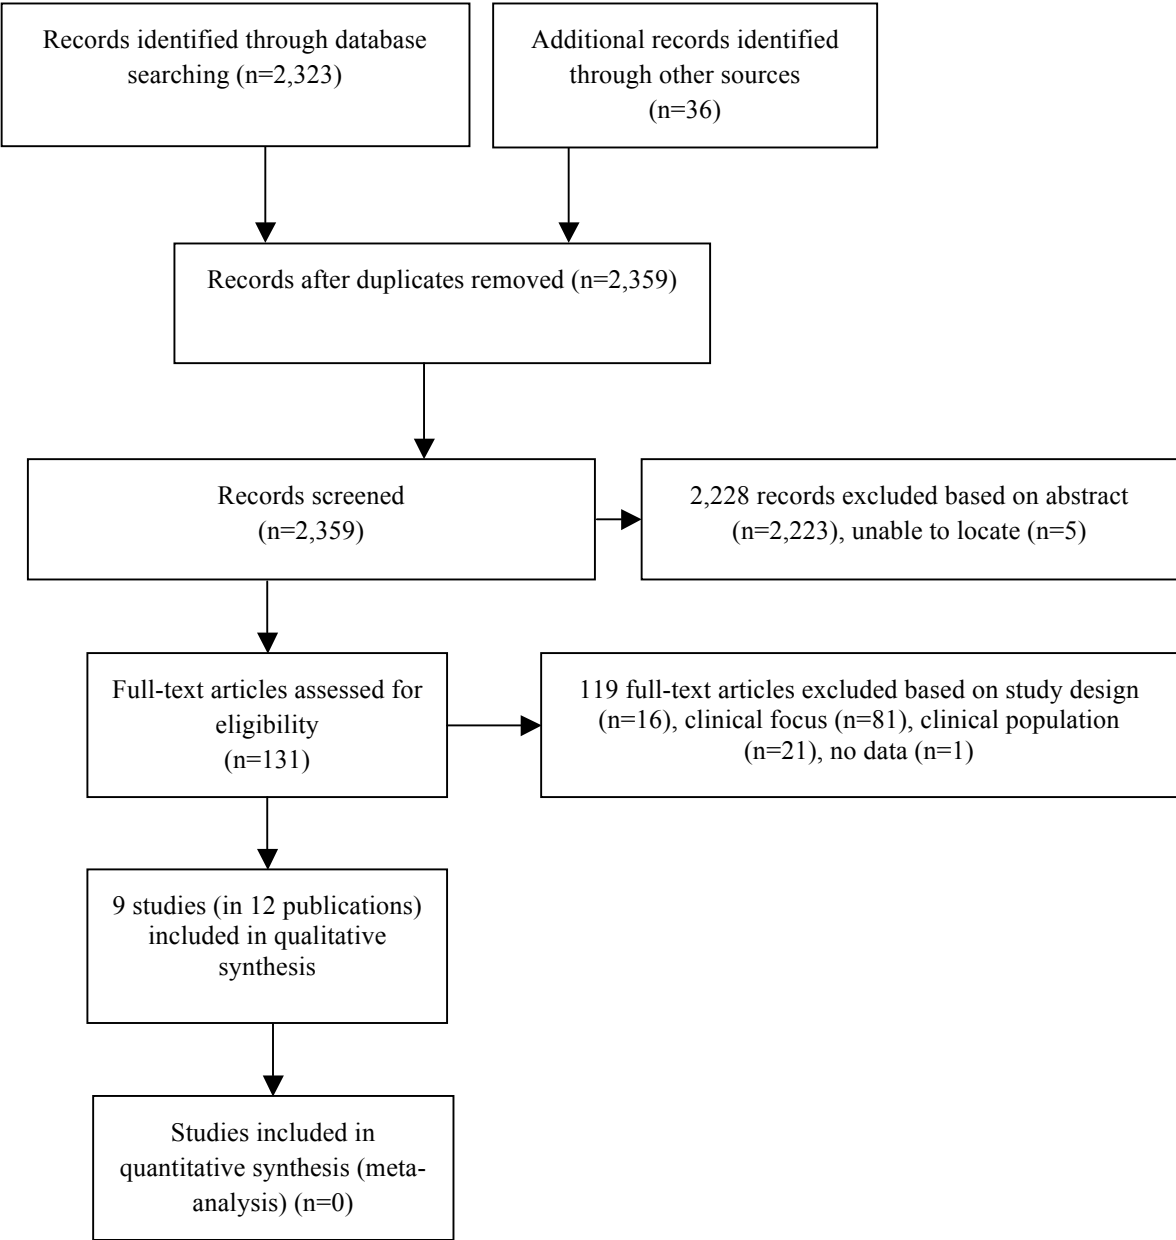 Records identified through database
searching (n=2,323)
Additional records identified
through other sources
(n=36)
Records after duplicates removed (n=2,359)
Records screened
(n=2,359)
2,228 records excluded based on abstract
(n=2,223), unable to locate (n=5)
Full-text articles assessed for
eligibility
(n=131)
119 full-text articles excluded based on study design
(n=16), clinical focus (n=81), clinical population
(n=21), no data (n=1)
9 studies (in 12 publications)
included in qualitative
synthesis
Studies included in
quantitative synthesis (meta-
analysis) (n=0)